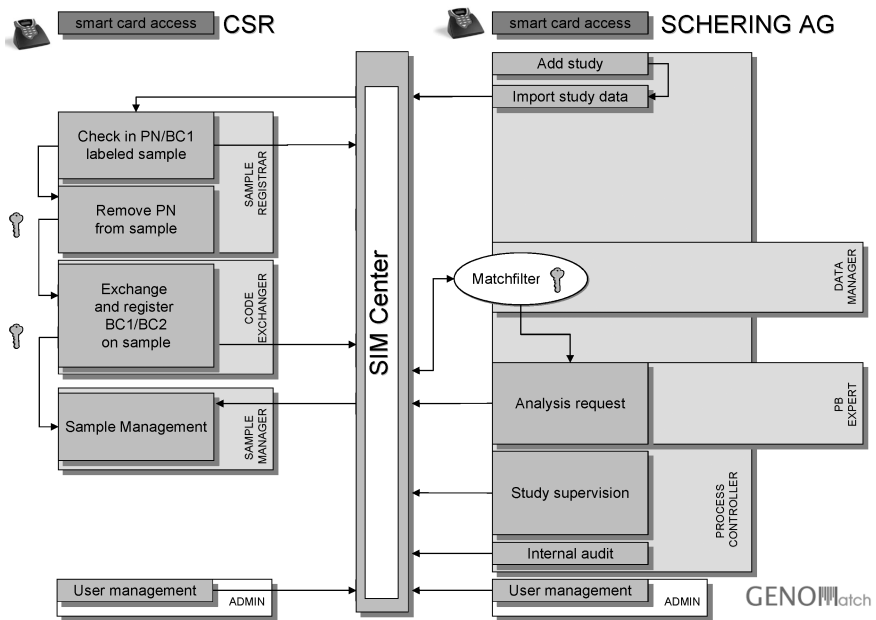 smart card access
CSR
smart card access
SCHERING AG
Add study
Import study data
Check in PN/BC1
labeled sample
SAMPLE
REGISTRAR
Remove PN
from sample
Exchange
and register
BC1/BC2
on sample
CODE
EXCHANGER
Sample Management
SAMPLE
MANAGER
User management
ADMIN
SIM Center
Matchfilter
DATA
MANAGER
Analysis request
PB
EXPERT
Study supervision
PROCESS
CONTROLLER
Internal audit
User management
ADMIN
GENOMatch